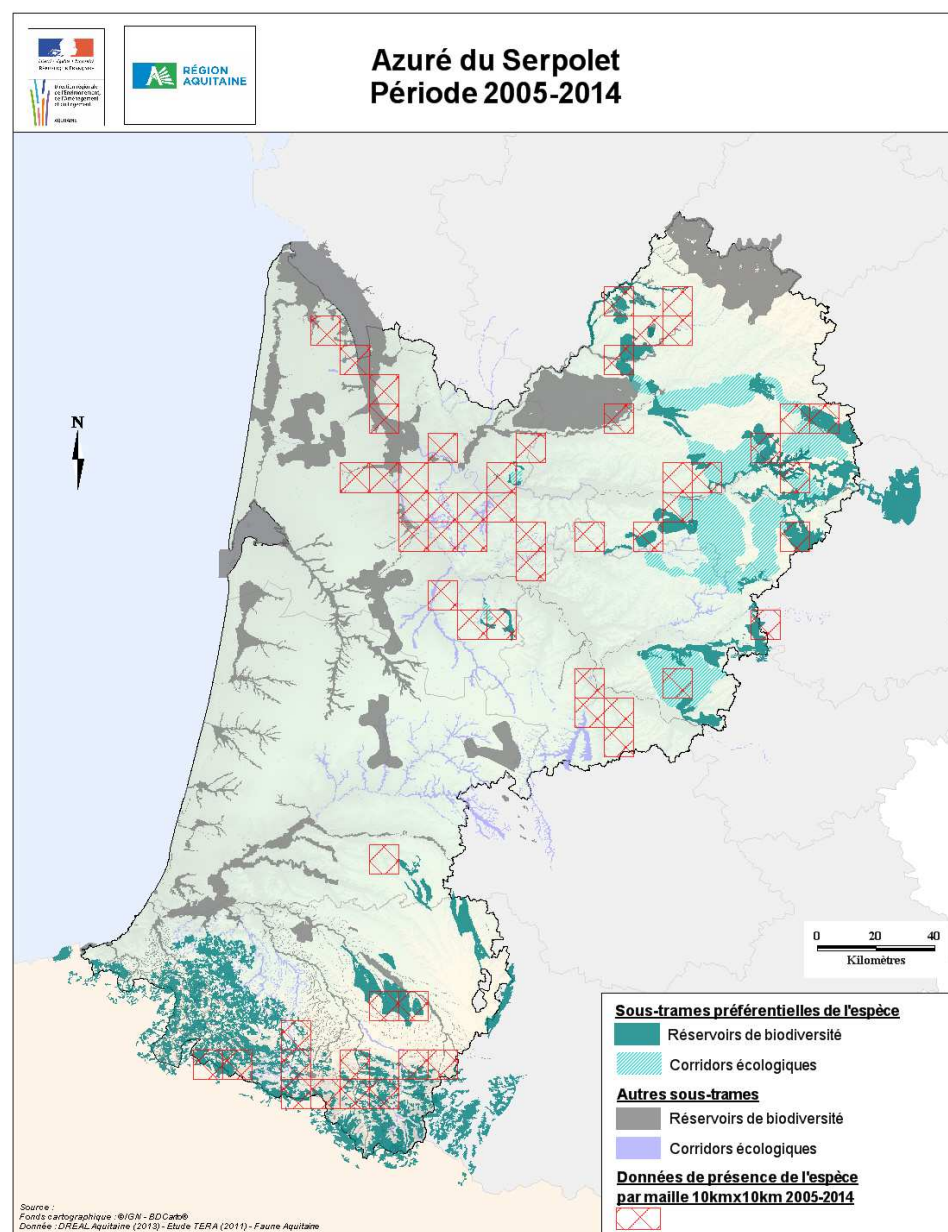 RÉPUBLIQUE FRANÇAISE
RÉGION
AQUITAINE
Azuré du Serpolet
Période 2005-2014
N
0 20 40
Kilomètres
Sous-trames préférentielles de l'espèce
Réservoirs de biodiversité
Corridors écologiques
Autres sous-trames
Réservoirs de biodiversité
Corridors écologiques
Données de présence de l'espèce
par maille 10kmx10km 2005-2014
Source :
Fonds cartographique : ©IGN - BDCarto®
Donnée : DREAL Aquitaine (2013) - Etude TERA (2011) - Faune Aquitaine